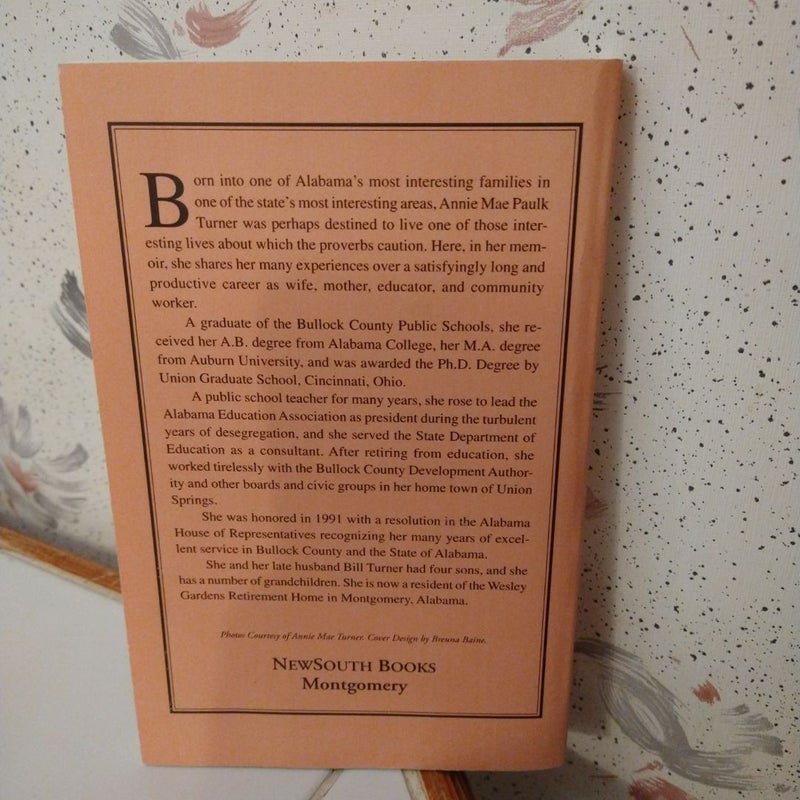 Born into one of Alabama's most interesting families in
one of the state's most interesting areas, Annie Mae Paulk
Turner was perhaps destined to live one of those inter-
esting lives about which the proverbs caution. Here, in her mem-
oir, she shares her many experiences over a satisfyingly long and
productive career as wife, mother, educator, and community
worker.
A graduate of the Bullock County Public Schools, she re-
ceived her A.B. degree from Alabama College, her M.A. degree
from Auburn University, and was awarded the Ph.D. Degree by
Union Graduate School, Cincinnati, Ohio.
A public school teacher for many years, she rose to lead the
Alabama Education Association as president during the turbulent
years of desegregation, and she served the State Department of
Education as a consultant. After retiring from education, she
worked tirelessly with the Bullock County Development Author-
ity and other boards and civic groups in her home town of Union
Springs.
She was honored in 1991 with a resolution in the Alabama
House of Representatives recognizing her many years of excel-
lent service in Bullock County and the State of Alabama.
She and her late husband Bill Turner had four sons, and she
has a number of grandchildren. She is now a resident of the Wesley
Gardens Retirement Home in Montgomery, Alabama.
Photos Courtesy of Annie Mae Turner. Cover Design by Breuna Baine.
NEWSOUTH BOOKS
Montgomery